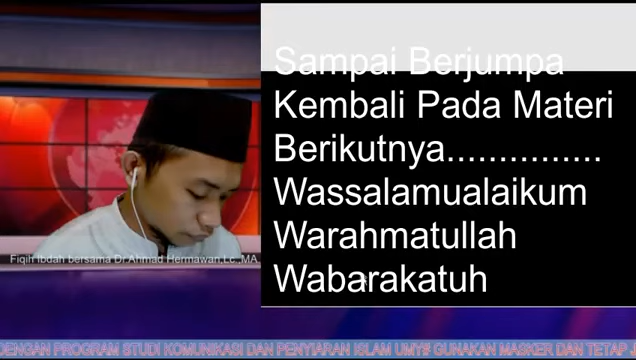 Sampai Berjumpa
Kembali Pada Materi
Berikutnya...............
Wassalamualaikum
Warahmatullah
Wabarakatuh
Fiqih Ibdah bersama Dr.Ahmad Hermawan,Lc.,MA
DENGAN PROGRAM STUDI KOMUNIKASI DAN PENYIARAN ISLAM UMY# GUNAKAN MASKER DAN TETAP